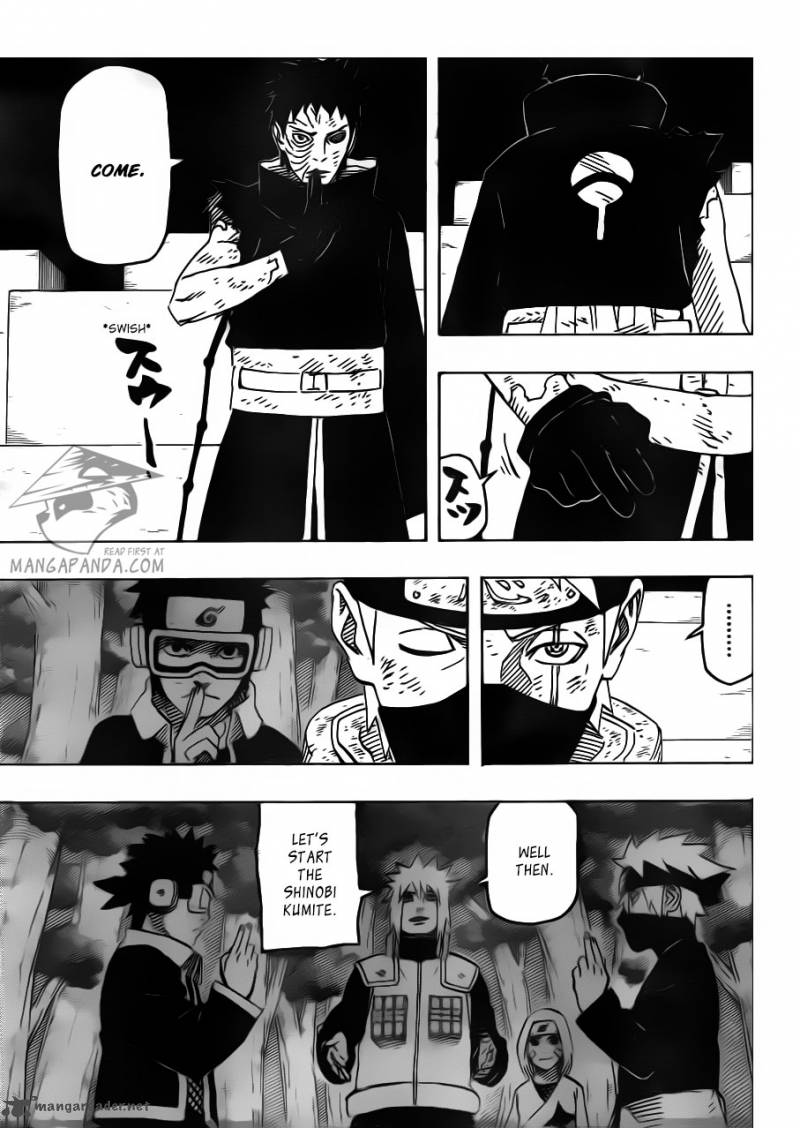 スッ
COME.
*SWISH*
スゥー
.........
WELL
THEN.
LET'S
START
THE
SHINOBI
KUMITE.
READ FIRST AT
MANGAPANDA.COM
mangareader.net